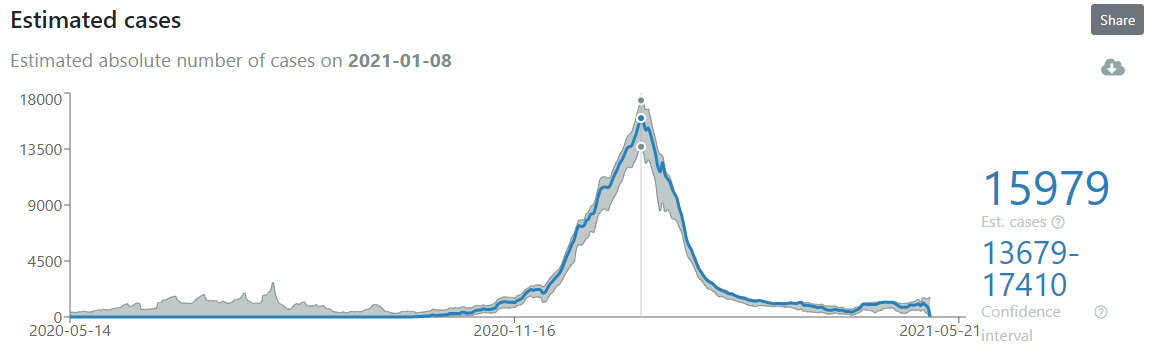 Estimated cases
Share
Estimated absolute number of cases on 2021-01-08
18000
13500
9000
4500
0
2020-05-14
2020-11-16
2021-05-21
15979
Est. cases ?
13679-
17410
Confidence ?
interval